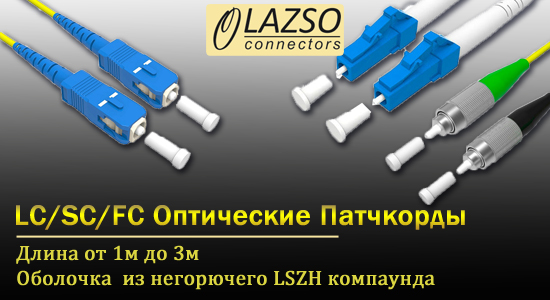 LAZSO
connectors
LC/SC/FC Оптические Патчкорды
Длина от 1м до 3м
Оболочка из негорючего LSZH компаунда